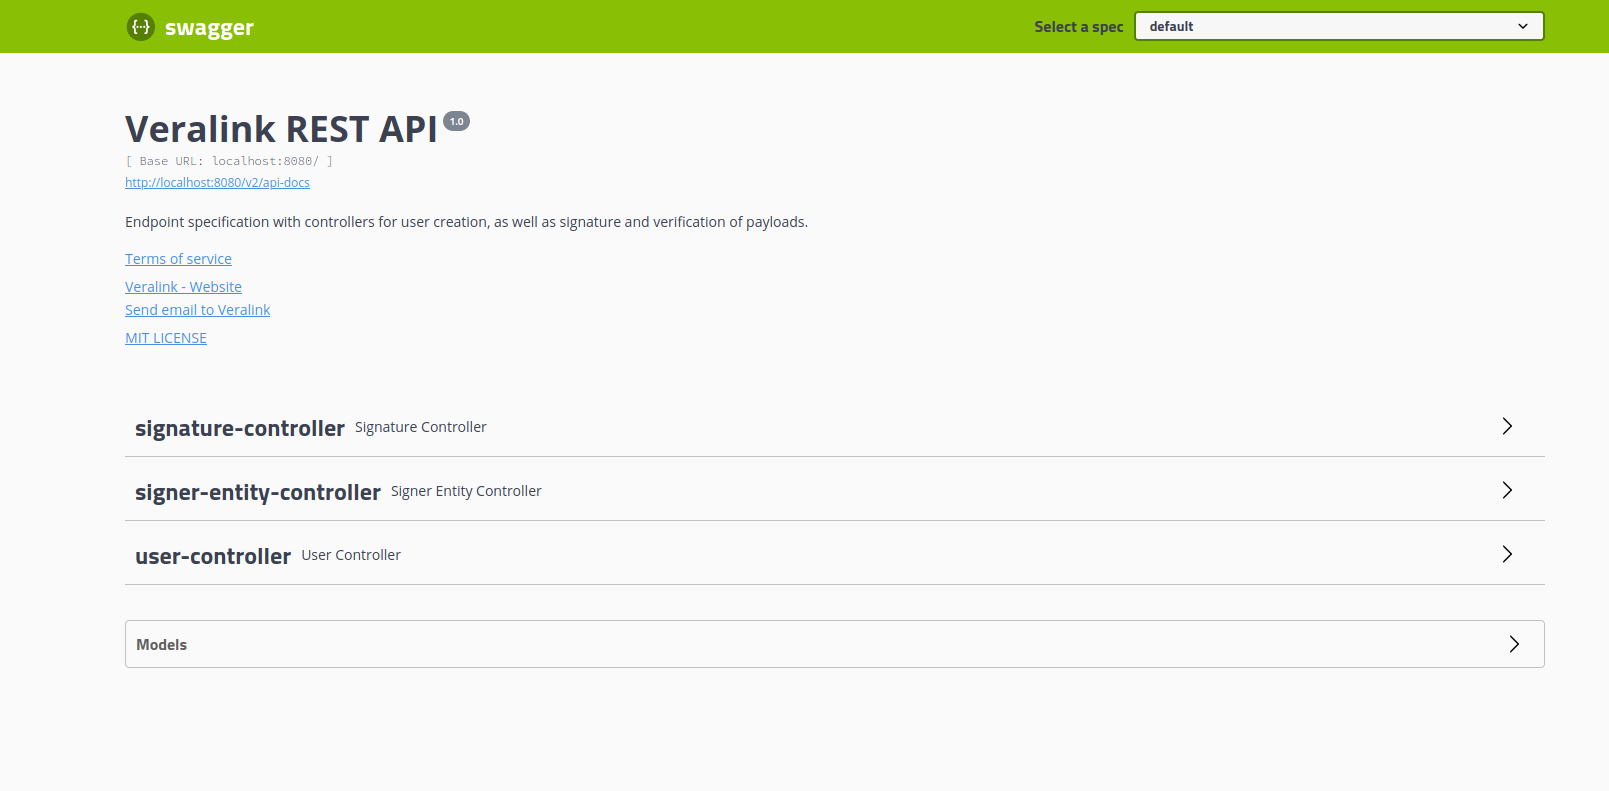 {···} swagger
Select a spec default
Veralink REST API 1.0
[ Base URL: localhost:8080/ ]
http://localhost:8080/v2/api-docs
Endpoint specification with controllers for user creation, as well as signature and verification of payloads.
Terms of service
Veralink - Website
Send email to Veralink
MIT LICENSE
signature-controller Signature Controller
signer-entity-controller Signer Entity Controller
user-controller User Controller
Models